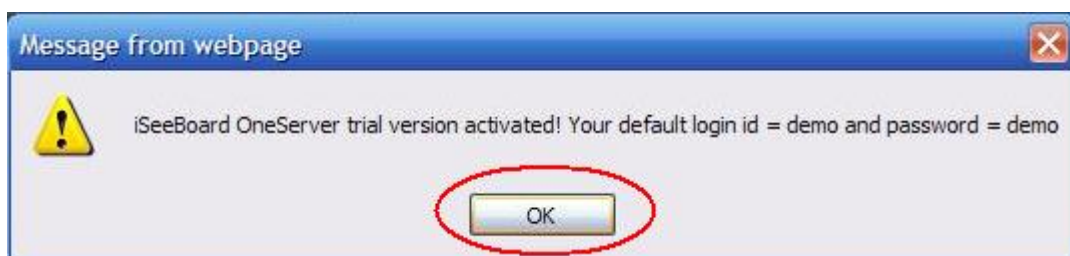 Message from webpage
iSeeBoard OneServer trial version activated! Your default login id = demo and password = demo
OK